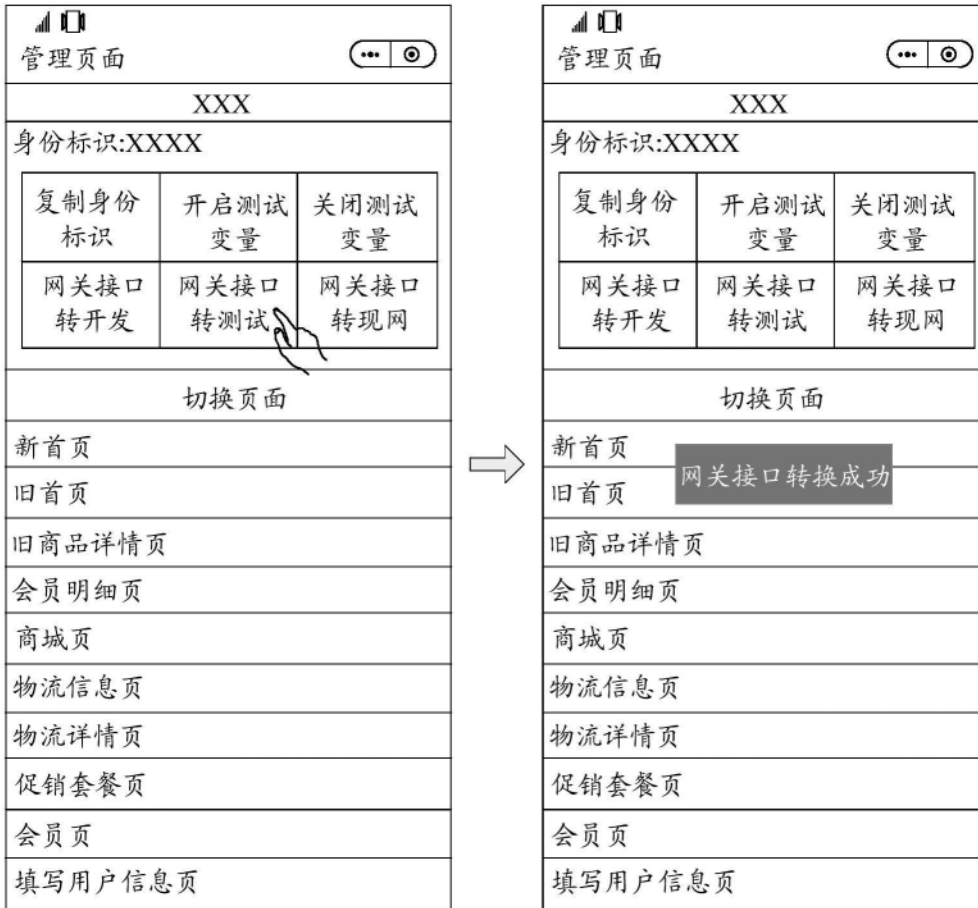 管理页面
XXX
身份标识:XXXX
复制身份
标识
开启测试
变量
关闭测试
变量
网关接口
转开发
网关接口
转测试
网关接口
转现网
切换页面
新首页
旧首页
旧商品详情页
会员明细页
商城页
物流信息页
物流详情页
促销套餐页
会员页
填写用户信息页
管理页面
XXX
身份标识:XXXX
复制身份
标识
开启测试
变量
关闭测试
变量
网关接口
转开发
网关接口
转测试
网关接口
转现网
切换页面
新首页
网关接口转换成功
旧首页
旧商品详情页
会员明细页
商城页
物流信息页
物流详情页
促销套餐页
会员页
填写用户信息页